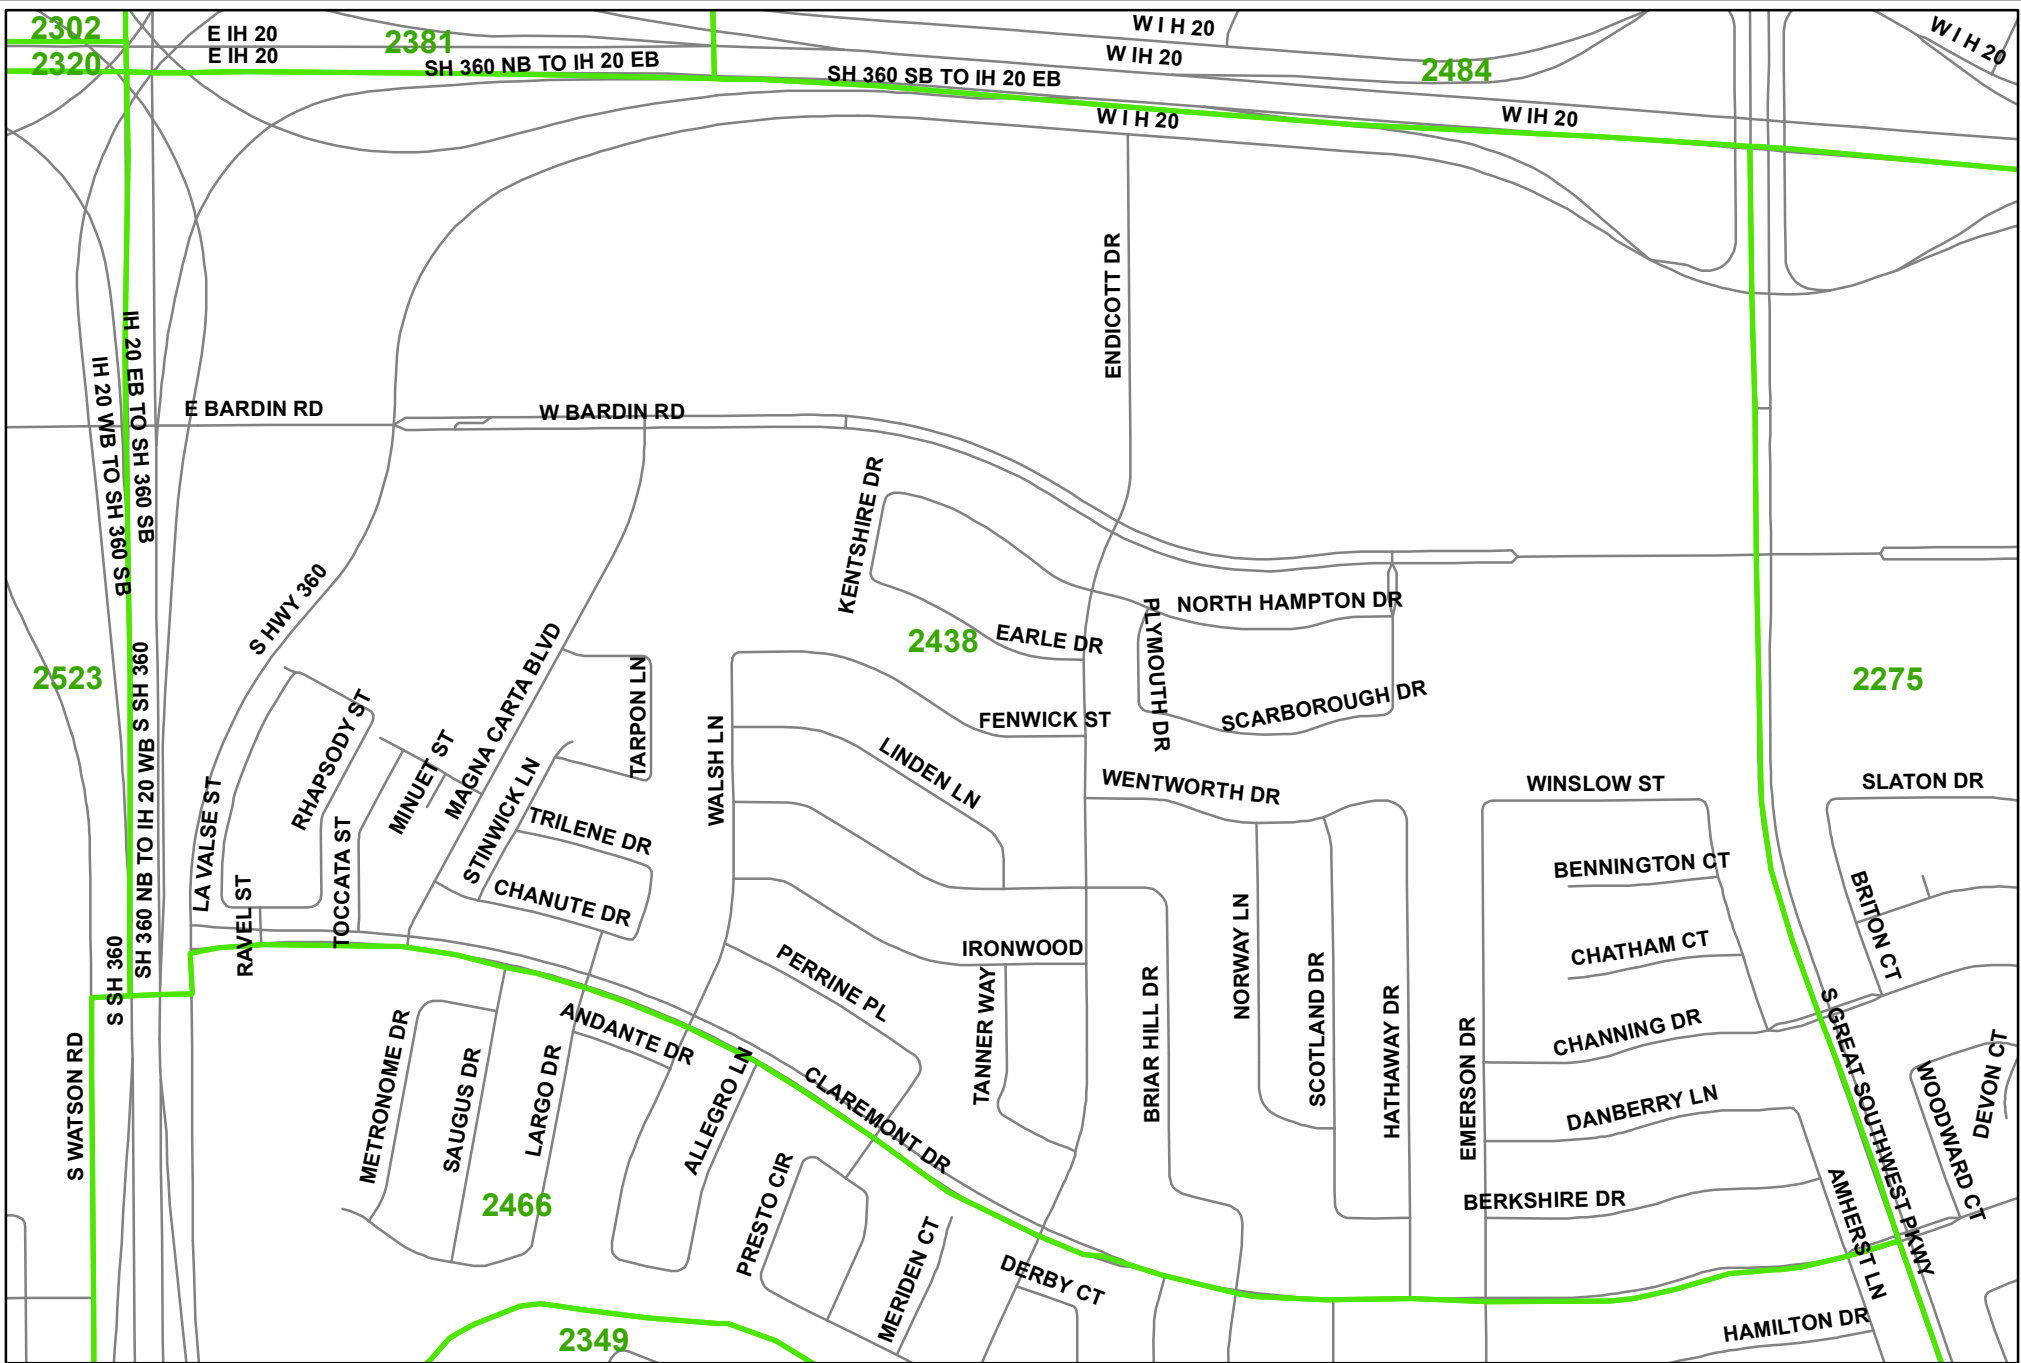 2302
E IH 20
2381
W I H 20
W I H 20
2320
E IH 20
SH 360 NB TO IH 20 EB
W IH 20
SH 360 SB TO IH 20 EB
2484
W I H 20
W IH 20
ENDICOTT DR
IH 20 EB TO SH 360 SB
IH 20 WB TO SH 360 SB
E BARDIN RD
W BARDIN RD
KENTSHIRE DR
S HWY 360
NORTH HAMPTON DR
PLYMOUTH DR
EARLE DR
2438
2523
2275
S SH 360
SH 360 NB TO IH 20 WB
MAGNA CARTA BLVD
TARPON LN
RHAPSODY ST
SCARBOROUGH DR
FENWICK ST
WALSH LN
MINUET ST
LINDEN LN
STINWICK LN
WENTWORTH DR
WINSLOW ST
SLATON DR
LA VALSE ST
TRILENE DR
TOCCATA ST
BENNINGTON CT
RAVEL ST
CHANUTE DR
BRITON CT
NORWAY LN
IRONWOOD
CHATHAM CT
S SH 360
PERRINE PL
TANNER WAY
BRIAR HILL DR
SCOTLAND DR
HATHAWAY DR
S WATSON RD
METRONOME DR
ANDANTE DR
EMERSON DR
CHANNING DR
S GREAT SOUTHWEST PKWY
DEVON CT
SAUGUS DR
LARGO DR
ALLEGRO LN
CLAREMONT DR
DANBERRY LN
WOODWARD CT
2466
PRESTO CIR
BERKSHIRE DR
AMHERST LN
MERIDEN CT
DERBY CT
2349
HAMILTON DR